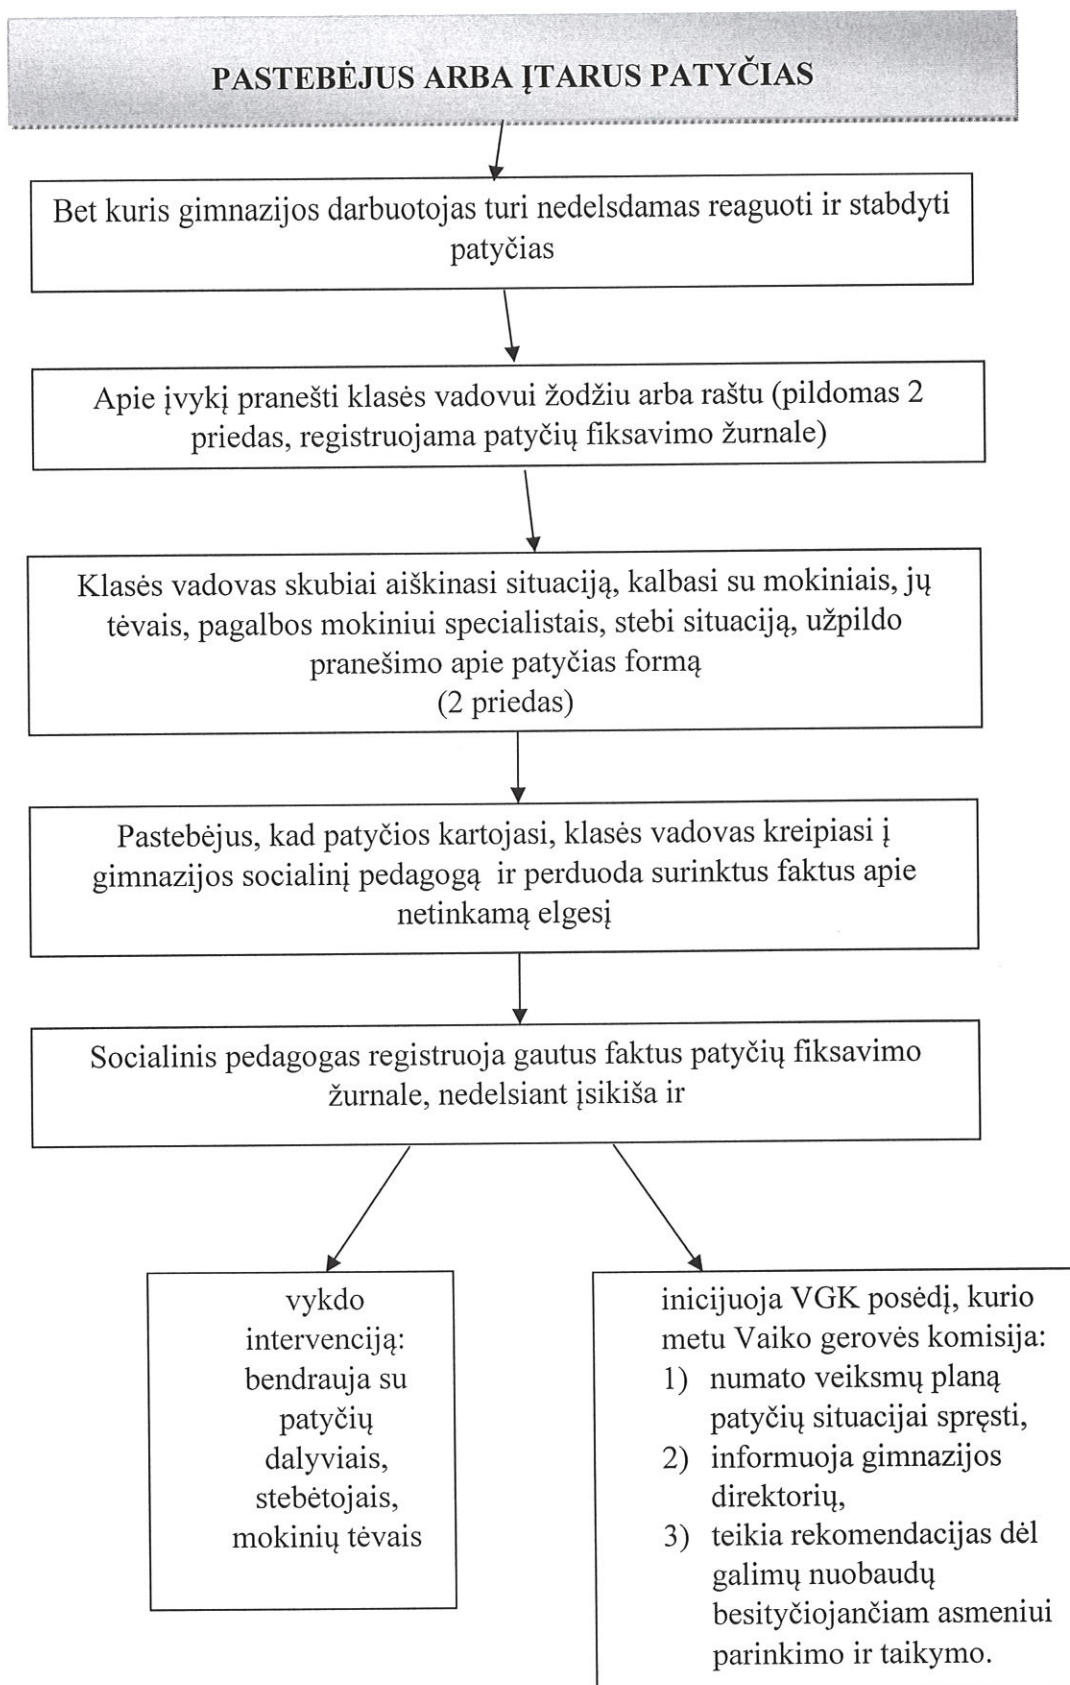 PASTEBĖJUS ARBA ĮTARUS PATYČIAS
Bet kuris gimnazijos darbuotojas turi nedelsdamas reaguoti ir stabdyti
patyčias
Apie įvykį pranešti klasės vadovui žodžiu arba raštu (pildomas 2
priedas, registruojama patyčių fiksavimo žurnale)
Klasės vadovas skubiai aiškinasi situaciją, kalbasi su mokiniais, jų
tėvais, pagalbos mokiniui specialistais, stebi situaciją, užpildo
pranešimo apie patyčias formą
(2 priedas)
Pastebėjus, kad patyčios kartojasi, klasės vadovas kreipiasi į
gimnazijos socialinį pedagogą ir perduoda surinktus faktus apie
netinkamą elgesį
Socialinis pedagogas registruoja gautus faktus patyčių fiksavimo
žurnale, nedelsiant įsikiša ir
vykdo
intervenciją:
bendrauja su
patyčių
dalyviais,
stebėtojais,
mokinių tėvais
inicijuoja VGK posėdį, kurio
metu Vaiko gerovės komisija:
1) numato veiksmų planą
patyčių situacijai spręsti,
2) informuoja gimnazijos
direktorių,
3) teikia rekomendacijas dėl
galimų nuobaudų
besityčiojančiam asmeniui
parinkimo ir taikymo.